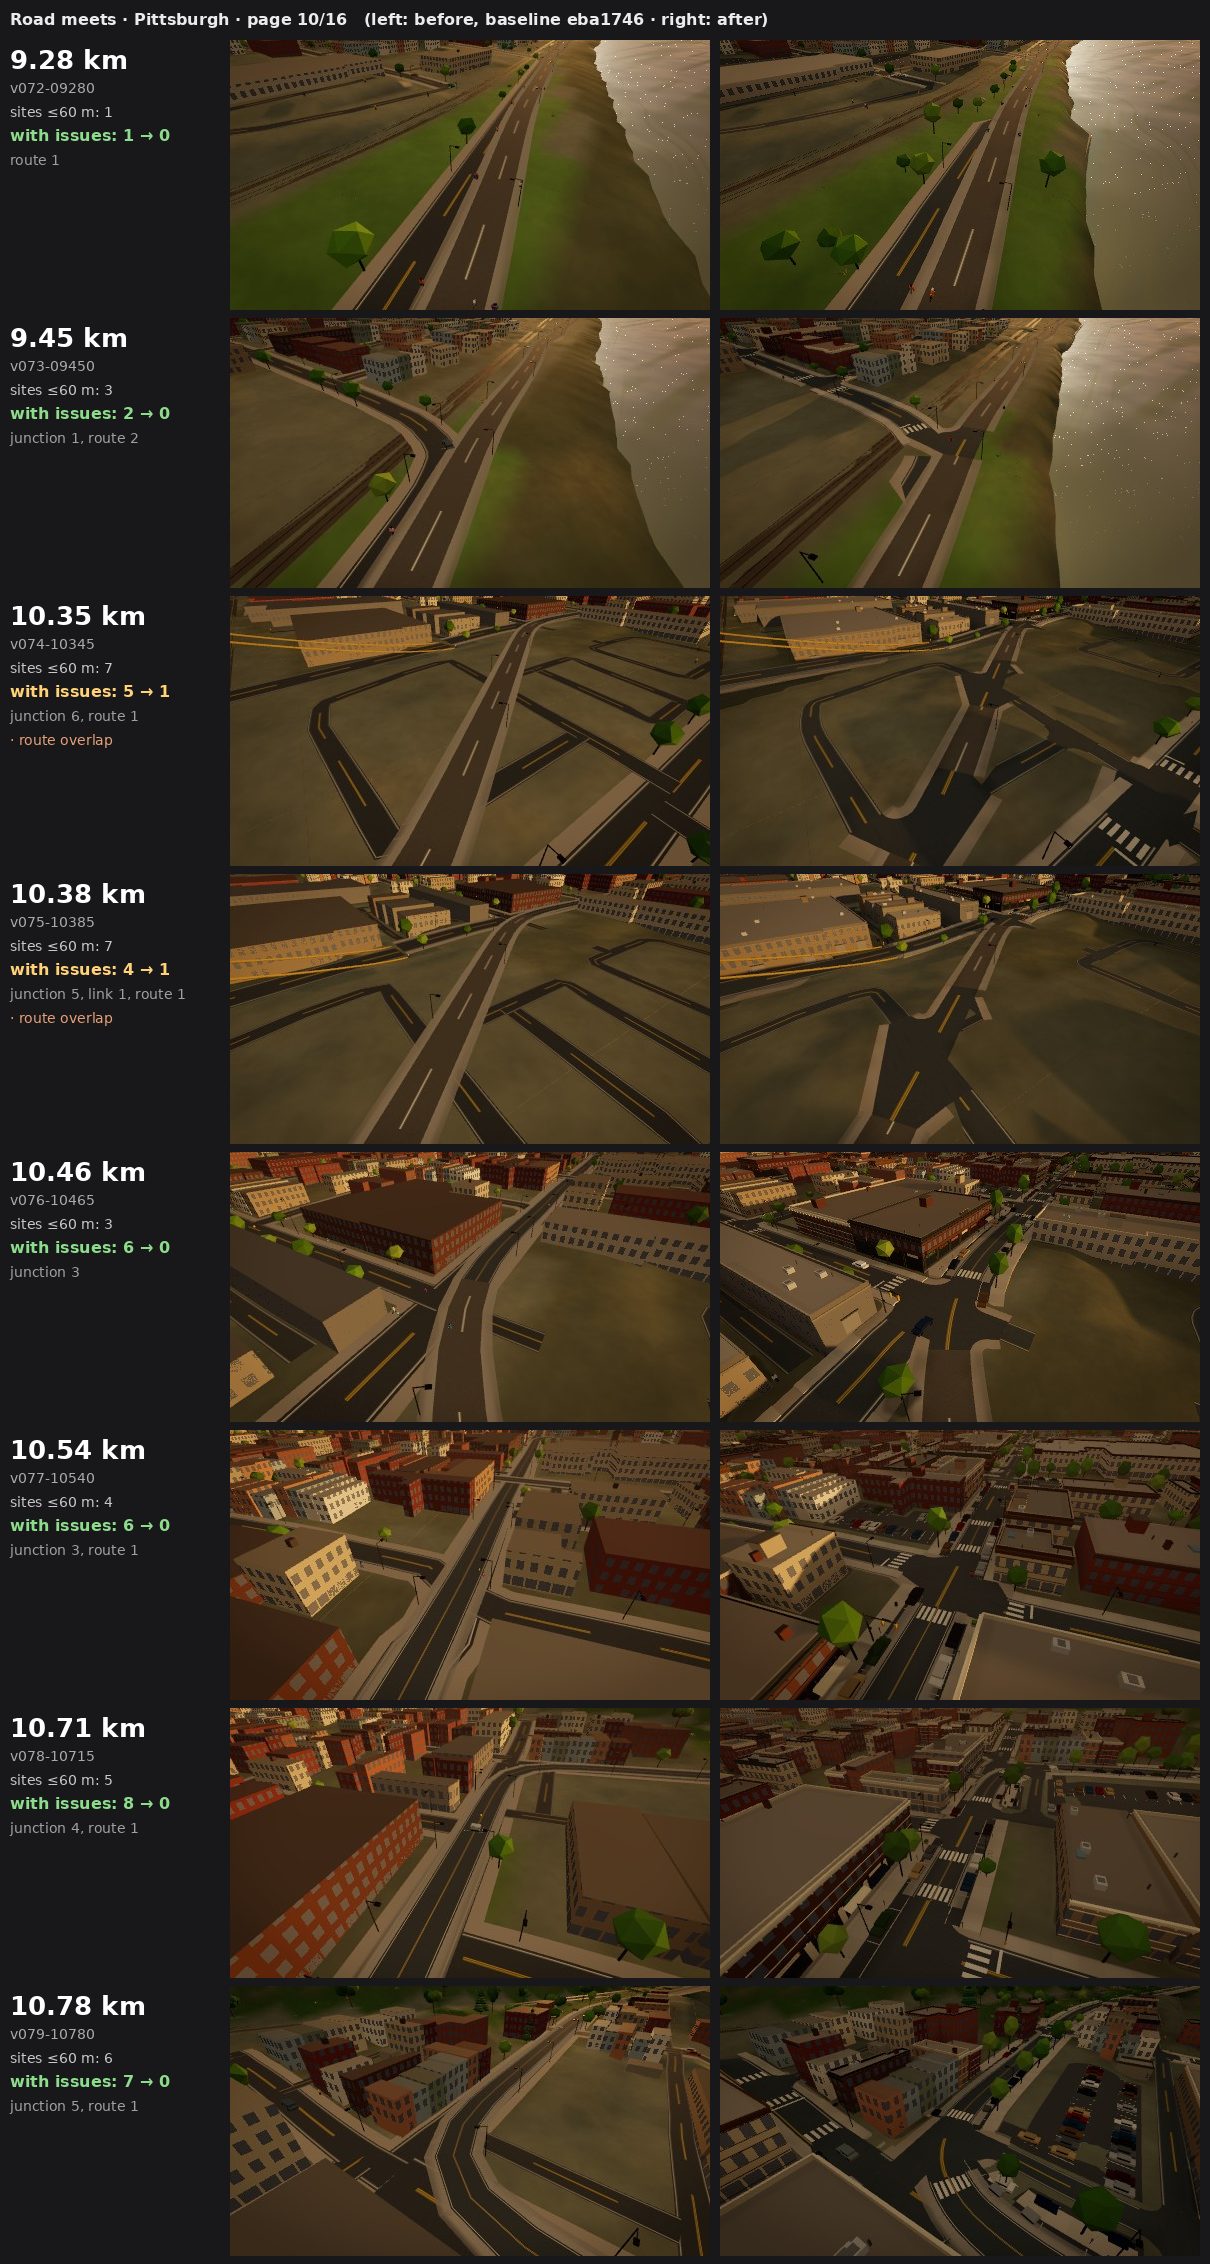 Road meets · Pittsburgh · page 10/16 (left: before, baseline eba1746 · right: after)
9.28 km
v072-09280
sites ≤60 m: 1
with issues: 1 → 0
route 1
9.45 km
v073-09450
sites ≤60 m: 3
with issues: 2 → 0
junction 1, route 2
10.35 km
v074-10345
sites ≤60 m: 7
with issues: 5 → 1
junction 6, route 1
· route overlap
10.38 km
v075-10385
sites ≤60 m: 7
with issues: 4 → 1
junction 5, link 1, route 1
· route overlap
10.46 km
v076-10465
sites ≤60 m: 3
with issues: 6 → 0
junction 3
10.54 km
v077-10540
sites ≤60 m: 4
with issues: 6 → 0
junction 3, route 1
10.71 km
v078-10715
sites ≤60 m: 5
with issues: 8 → 0
junction 4, route 1
10.78 km
v079-10780
sites ≤60 m: 6
with issues: 7 → 0
junction 5, route 1